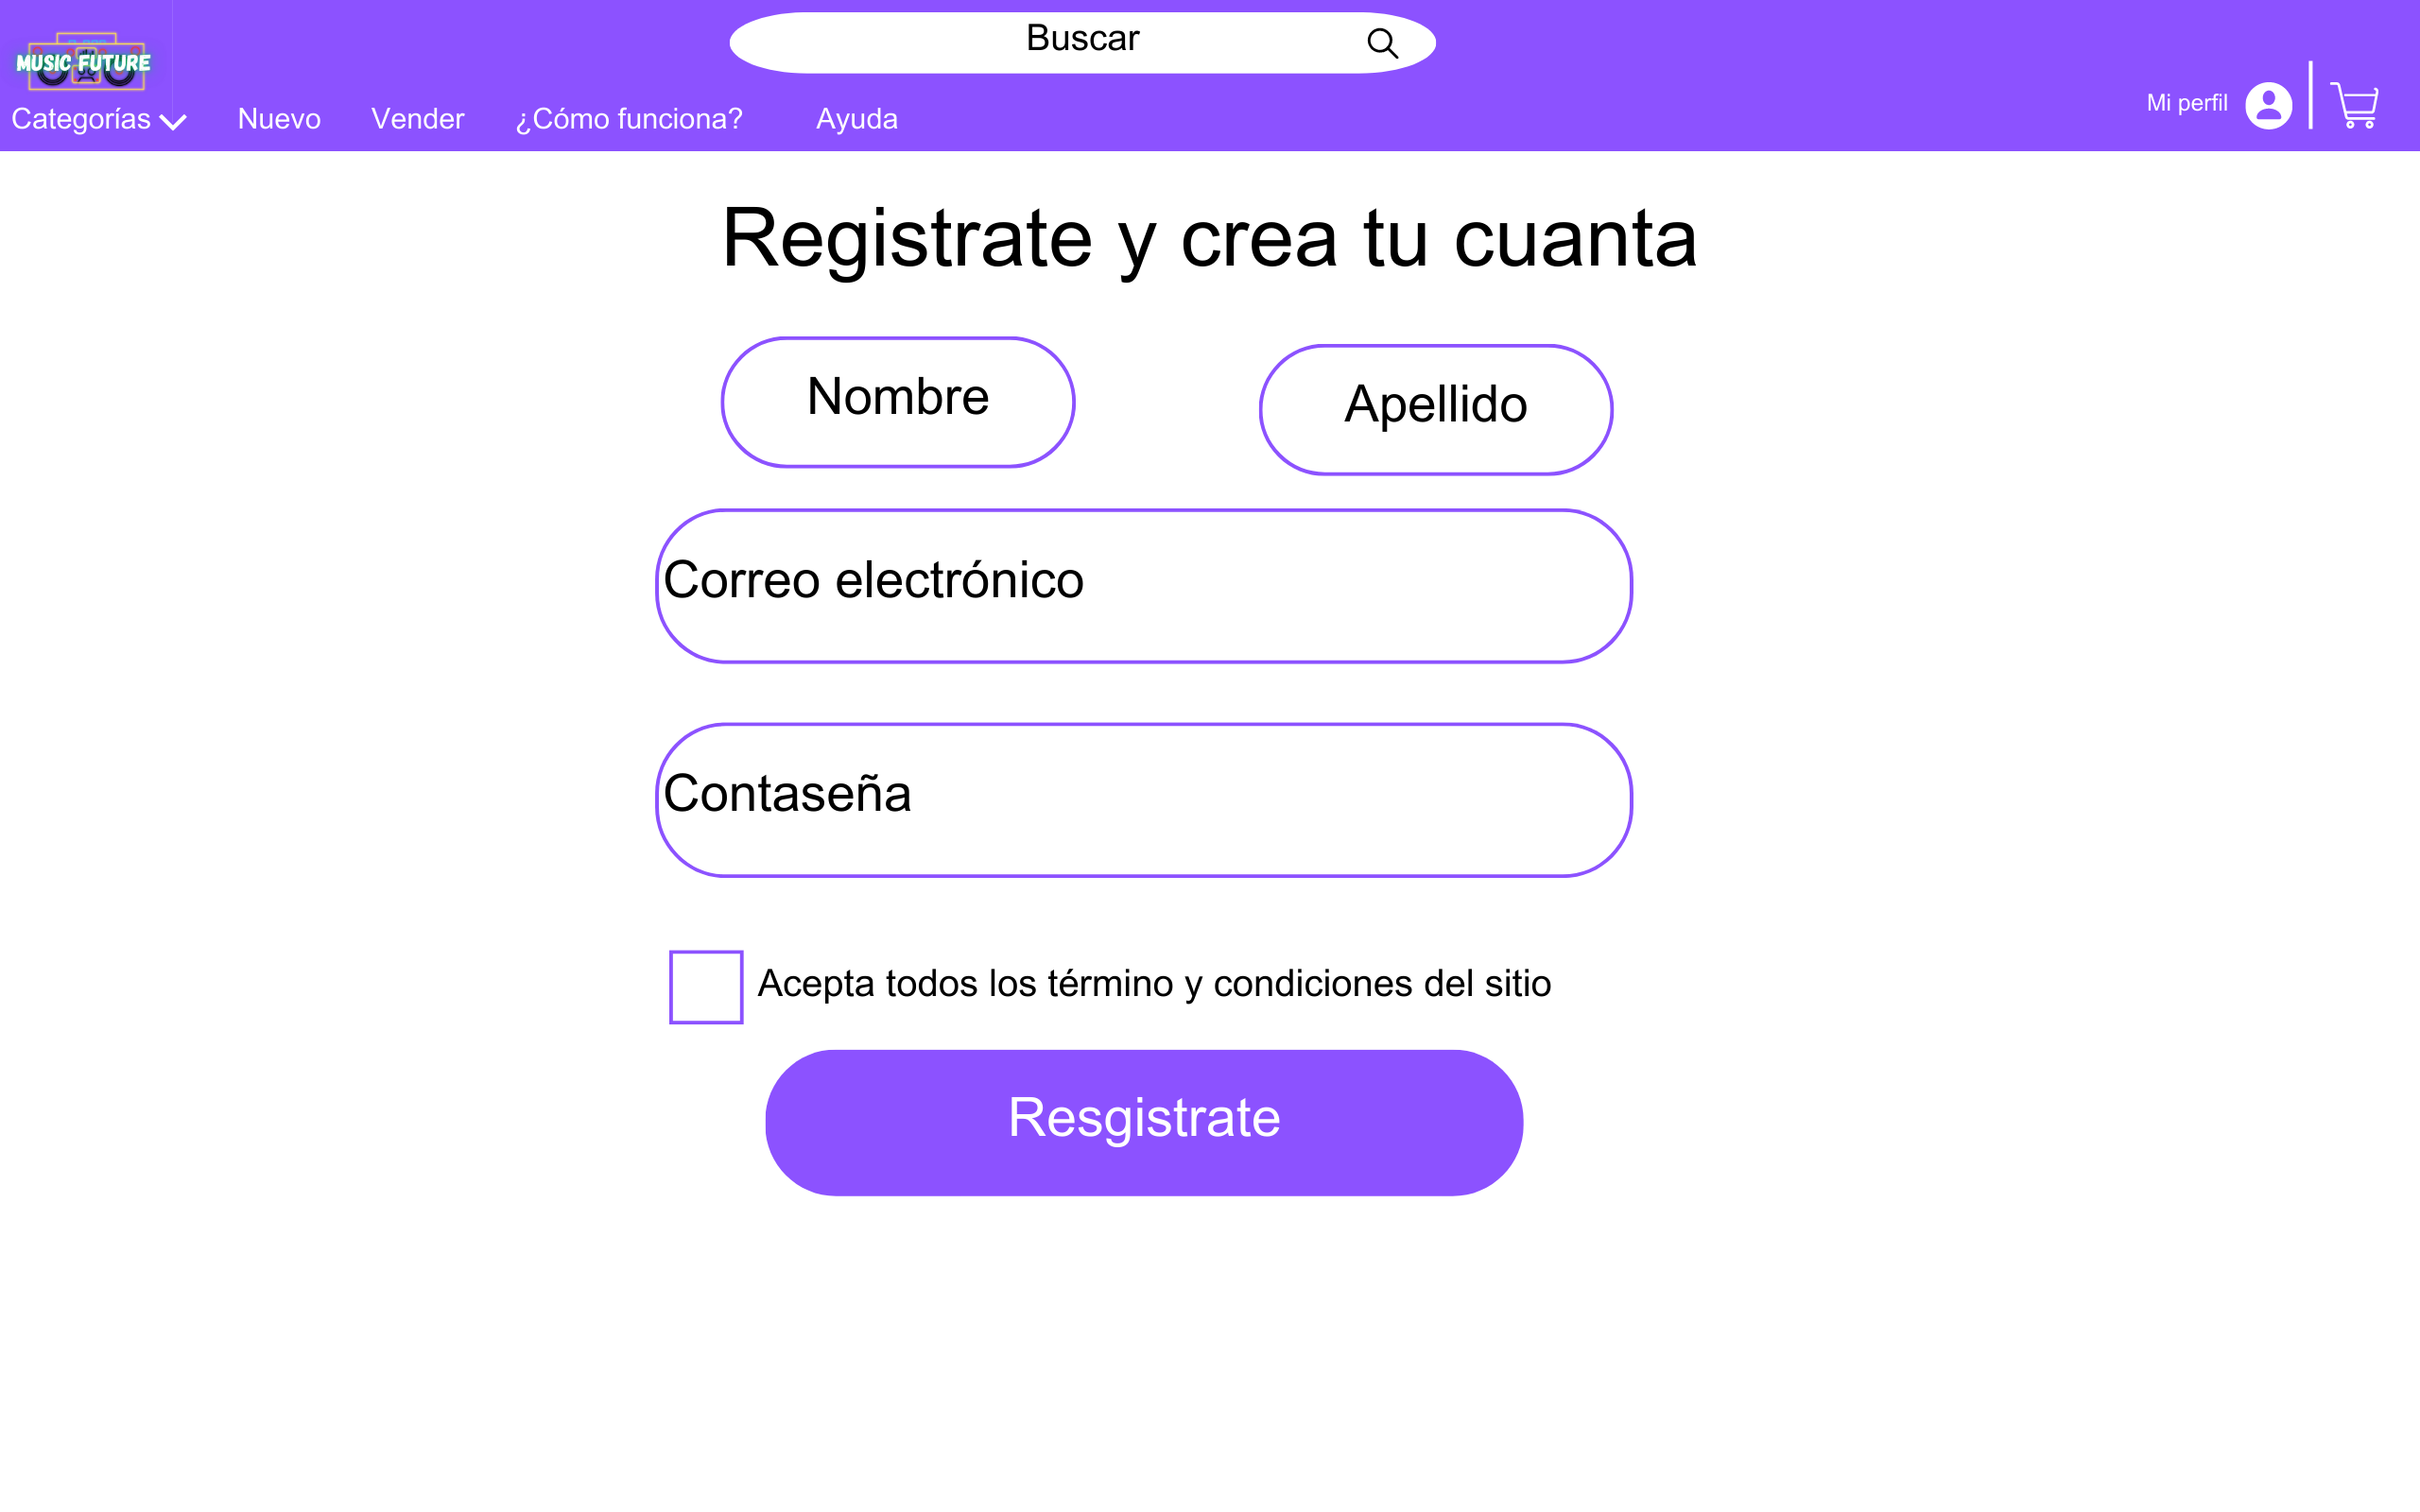 Buscar
MUSIC FUTURE
Mi perfil
Categorías Nuevo Vender ¿Cómo funciona? Ayuda
Registrate y crea tu cuanta
Nombre Apellido
Correo electrónico
Contaseña
Acepta todos los término y condiciones del sitio
Resgistrate